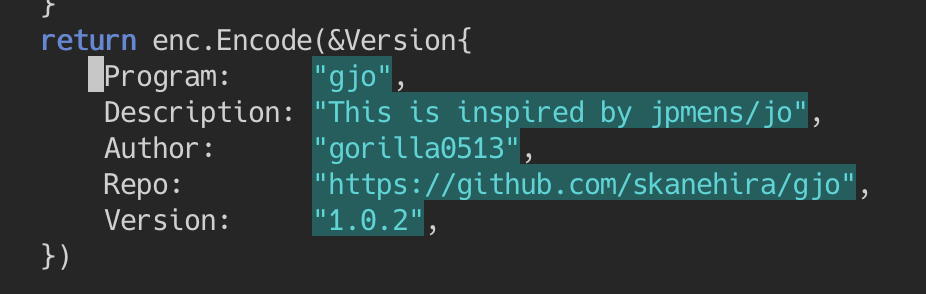 }
return enc.Encode(&Version{
Program: "gjo",
Description: "This is inspired by jpmens/jo",
Author: "gorilla0513",
Repo: "https://github.com/skanehira/gjo",
Version: "1.0.2",
})